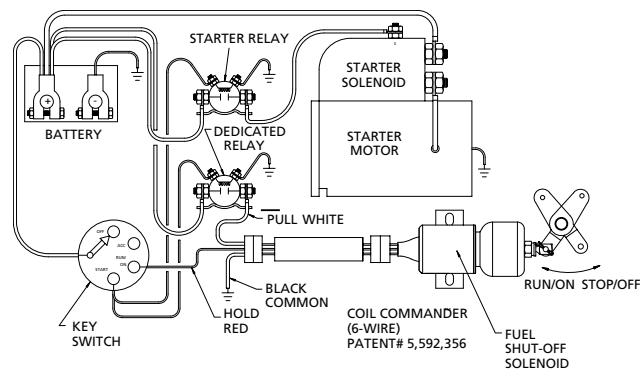 STARTER RELAY
STARTER
SOLENOID
S
+
-
BATTERY
DEDICATED
RELAY
STARTER
MOTOR
PULL WHITE
OFF
ACC
RUN/
ON
START
RUN/ON STOP/OFF
BLACK
COMMON
HOLD
RED
KEY
SWITCH
COIL COMMANDER
(6-WIRE)
PATENT# 5,592,356
FUEL
SHUT-OFF
SOLENOID